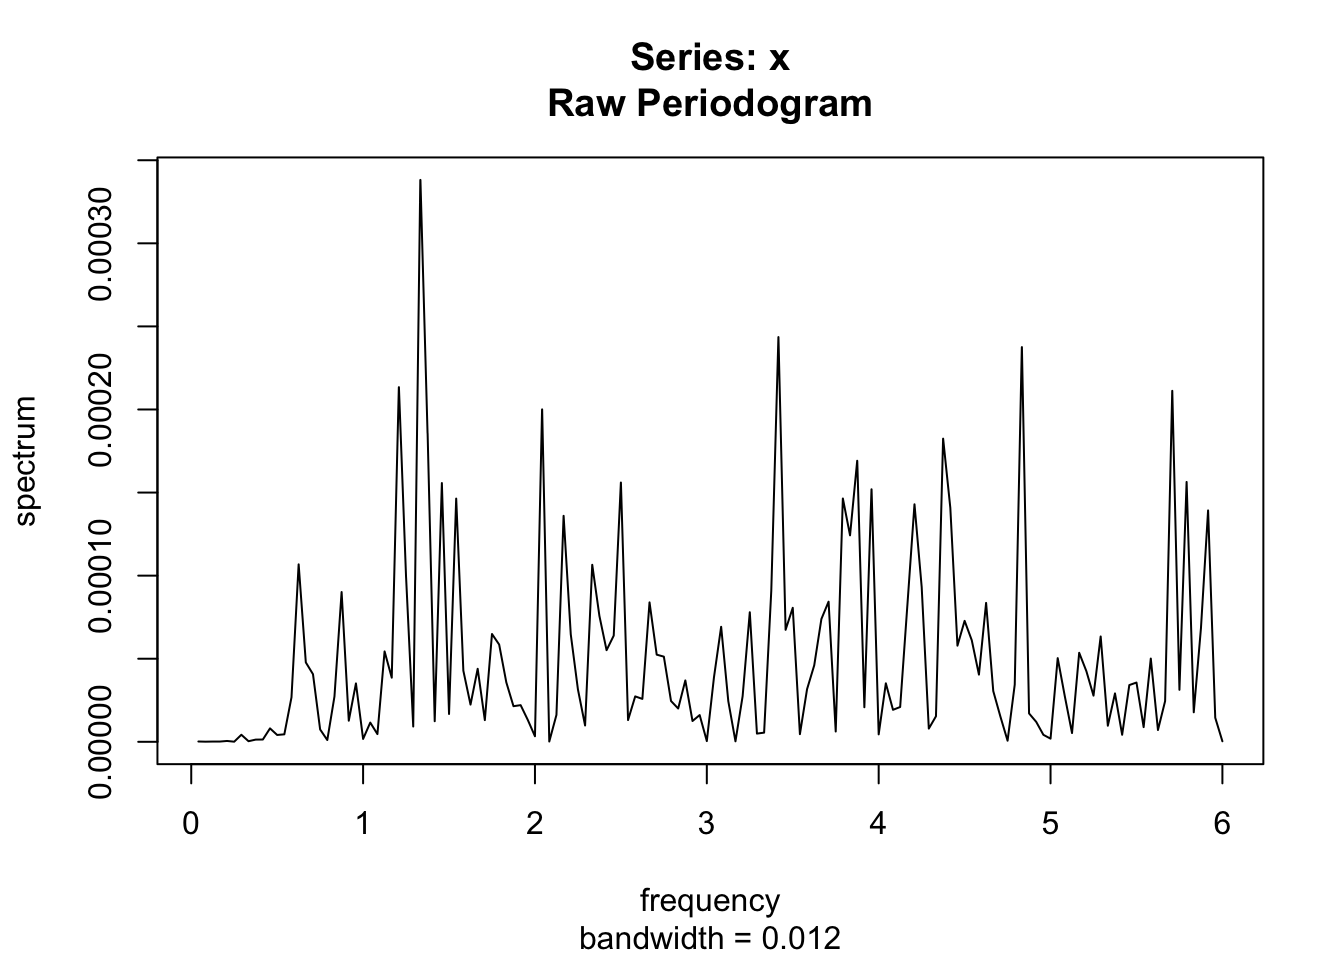 Series: x
Raw Periodogram
spectrum
0.00030
0.00020
0.00010
0.00000
0 1 2 3 4 5 6
frequency
bandwidth = 0.012